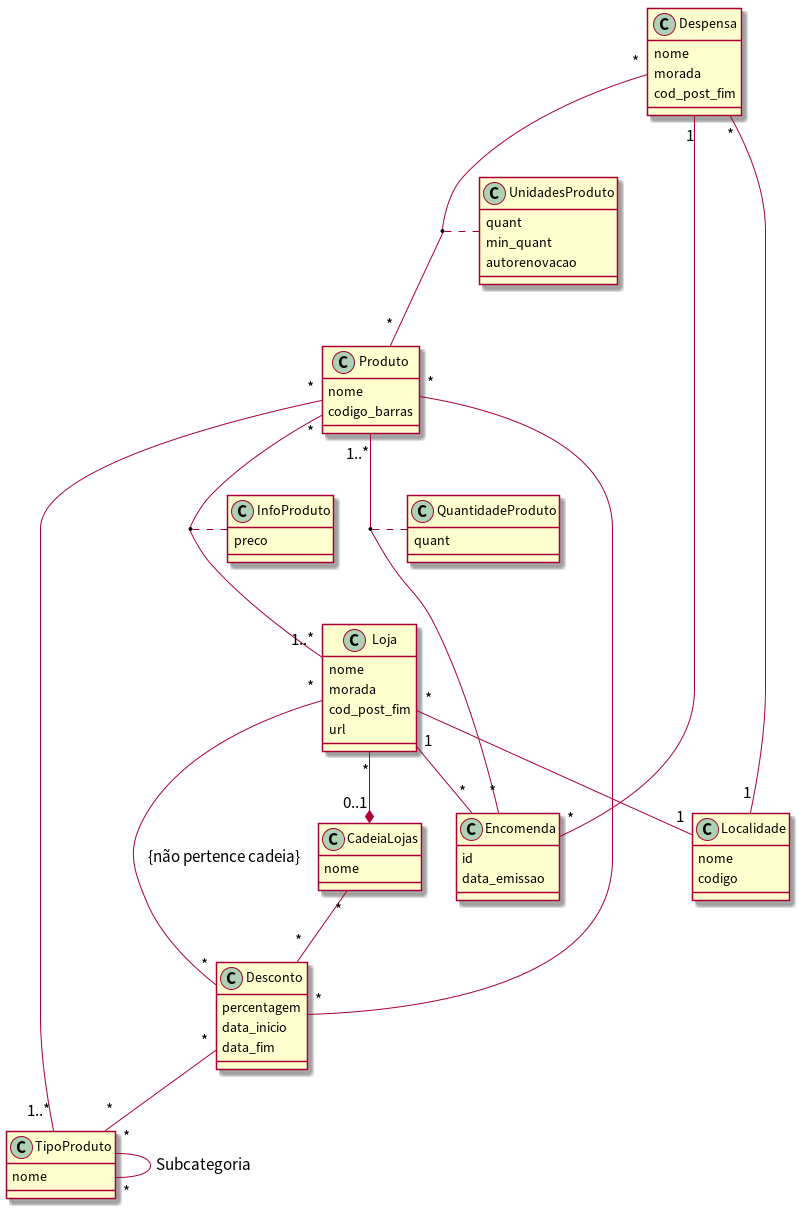 C Despensa
nome
morada
cod_post_fim
*
1
*
C UnidadesProduto
quant
min_quant
autorenovacao
*
C Produto
nome
codigo_barras
*
*
*
1..*
C InfoProduto
preco
C QuantidadeProduto
quant
1..*
C Loja
nome
morada
cod_post_fim
url
*
*
1
*
0..1
*
*
*
1
1
C CadeiaLojas
nome
C Encomenda
id
data_emissao
C Localidade
nome
codigo
{não pertence cadeia}
*
*
*
C Desconto
percentagem
data_inicio
data_fim
*
*
1..*
*
C TipoProduto
nome
*
Subcategoria
*